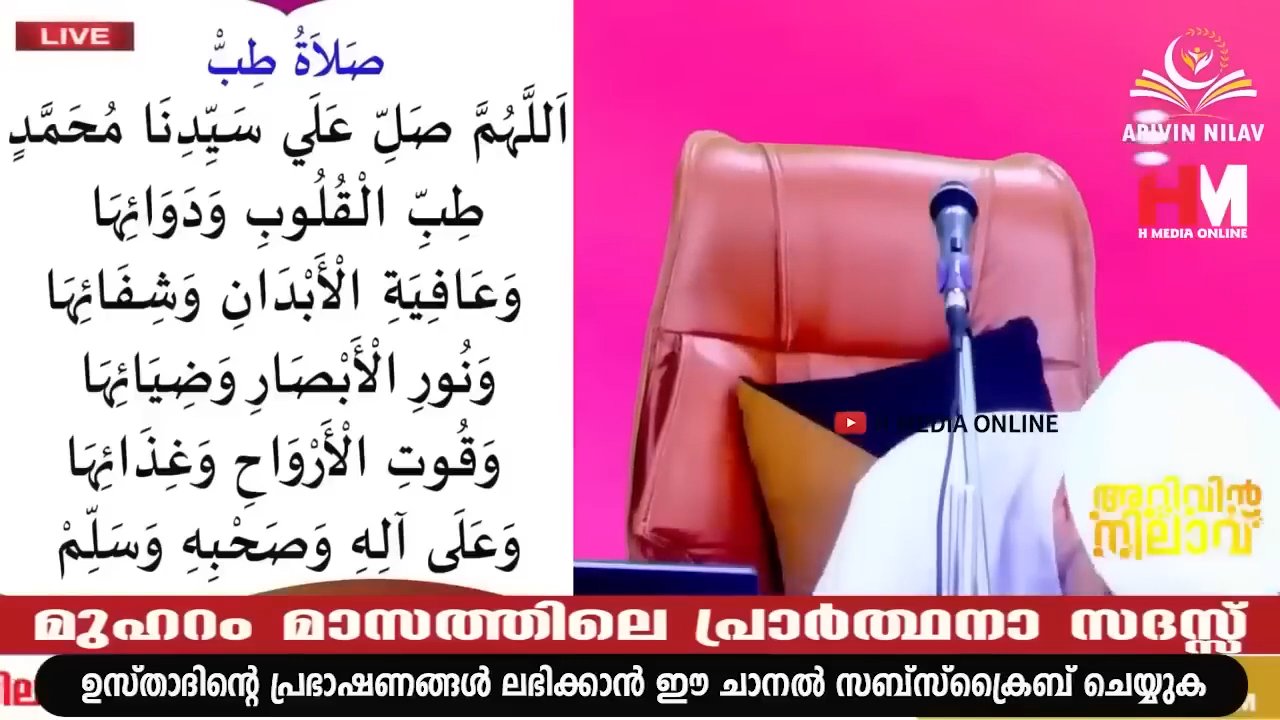 LIVE
صَلاَةُ طِبّْ
اَللَّهُمَّ صَلِّ عَلَي سَيِّدِنَا مُحَمَّدٍ
طِبِّ الْقُلُوبِ وَدَوَائِهَا
وَعَافِيَةِ الْأَبْدَانِ وَشِفَائِهَا
وَنُورِ الْأَبْصَارِ وَضِيَائِهَا
وَقُوتِ الْأَرْوَاحِ وَغِذَائِهَا
وَعَلَى آلِهِ وَصَحْبِهِ وَسَلِّمْ
ARIVIN NILAV
HM
H MEDIA ONLINE
H MEDIA ONLINE
അറിവിൻ
നിലാവ്
മുഹറം മാസത്തിലെ പ്രാർത്ഥനാ സദസ്സ്
ഉസ്താദിന്റെ പ്രഭാഷണങ്ങൾ ലഭിക്കാൻ ഈ ചാനൽ സബ്സ്ക്രൈബ് ചെയ്യുക